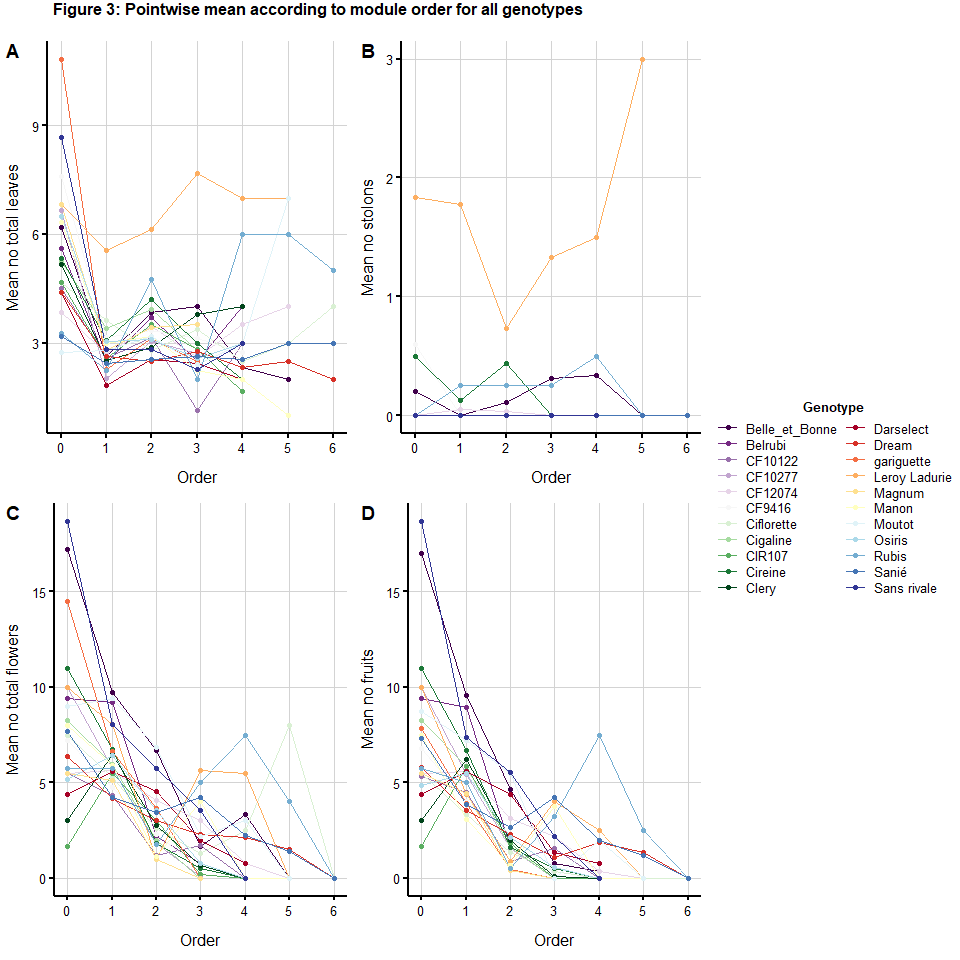 Figure 3: Pointwise mean according to module order for all genotypes
A
Mean no total leaves
9
6
3
0 1 2 3 4 5 6
Order
B
Mean no stolons
3
2
1
0
0 1 2 3 4 5 6
Order
C
Mean no total flowers
15
10
5
0
0 1 2 3 4 5 6
Order
D
Mean no fruits
15
10
5
0
0 1 2 3 4 5 6
Order
Genotype
Belle_et_Bonne
Belrubi
CF10122
CF10277
CF12074
CF9416
Ciflorette
Cigaline
CIR107
Cireine
Clery
Darselect
Dream
gariguette
Leroy Ladurie
Magnum
Manon
Moutot
Osiris
Rubis
Sanié
Sans rivale